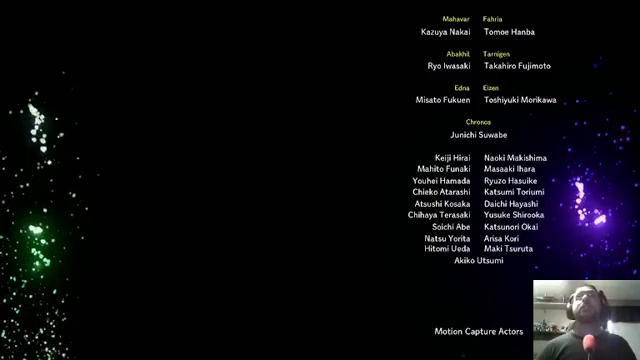 Mahavar Fahria
Kazuya Nakai Tomoe Hanba
Abakhit Tarnigen
Ryo Iwasaki Takahiro Fujimoto
Edna Eizen
Misato Fukuen Toshiyuki Morikawa
Chronos
Junichi Suwabe
Keiji Hirai Naoki Makishima
Mahito Funaki Masaaki Ihara
Youhei Hamada Ryuzo Hasuike
Chieko Atarashi Katsumi Toriumi
Atsushi Kosaka Daichi Hayashi
Chihaya Terasaki Yusuke Shirooka
Soichi Abe Katsunori Okai
Natsu Yorita Arisa Kori
Hitomi Ueda Maki Tsuruta
Akiko Utsumi
Motion Capture Actors